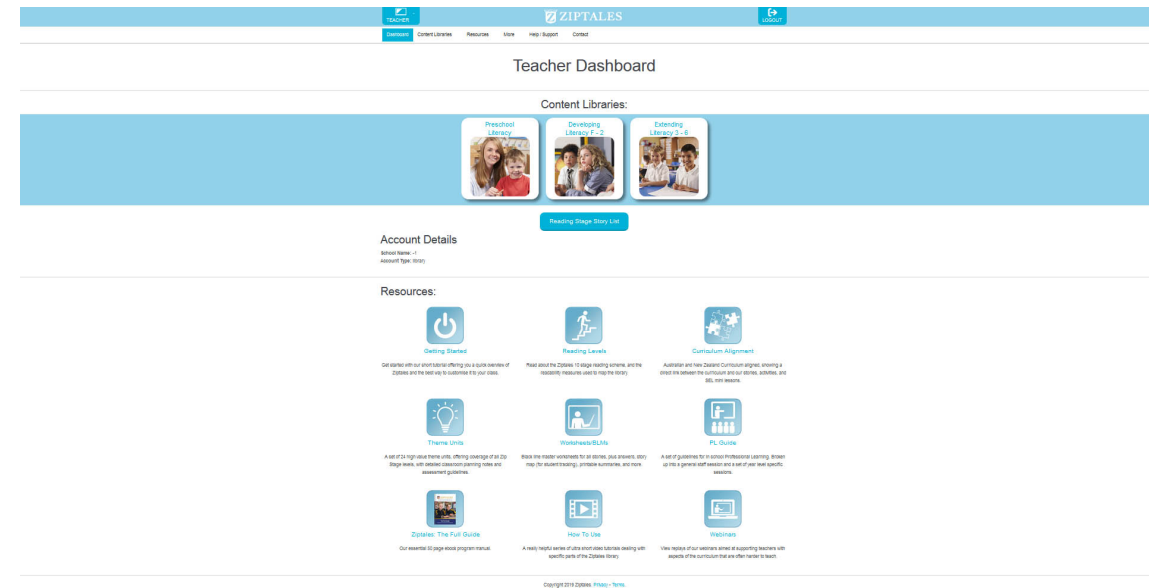 TEACHER
ZIPTALES
LOGOUT
Dashboard Content Libraries Resources More Help / Support Contact
Teacher Dashboard
Content Libraries:
Preschool
Literacy
Developing
Literacy F - 2
Extending
Literacy 3 - 6
Reading Stage Story List
Account Details
School Name: -1
Account Type: library
Resources:
Getting Started
Get started with our short tutorial offering you a quick overview of
Ziptales and the best way to customise it to your class.
Reading Levels
Read about the Ziptales 10 stage reading scheme, and the
readability measures used to map the library.
Curriculum Alignment
Australian and New Zealand Curriculum aligned, showing a
direct link between the curriculum and our stories, activities, and
SSL mini lessons.
Theme Units
A set of 24 high value theme units, offering coverage of all Zip
Stage levels, with detailed classroom planning notes and
assessment guidelines.
Worksheets/BLMs
Black line master worksheets for all stories, plus answers, story
map (for student tracking), printable summaries, and more.
PL Guide
A set of guidelines for in school Professional Learning. Broken
up into a general staff session and a set of year level specific
sessions.
Ziptales: The Full Guide
Our essential 50 page ebook program manual
How To Use
A really helpful series of ultra short video tutorials dealing with
specific parts of the Ziptales library
Webinars
View replays of our webinars aimed at supporting teachers with
aspects of the curriculum that are often harder to teach.
Copyright 2019 Ziptales. Privacy - Terms.